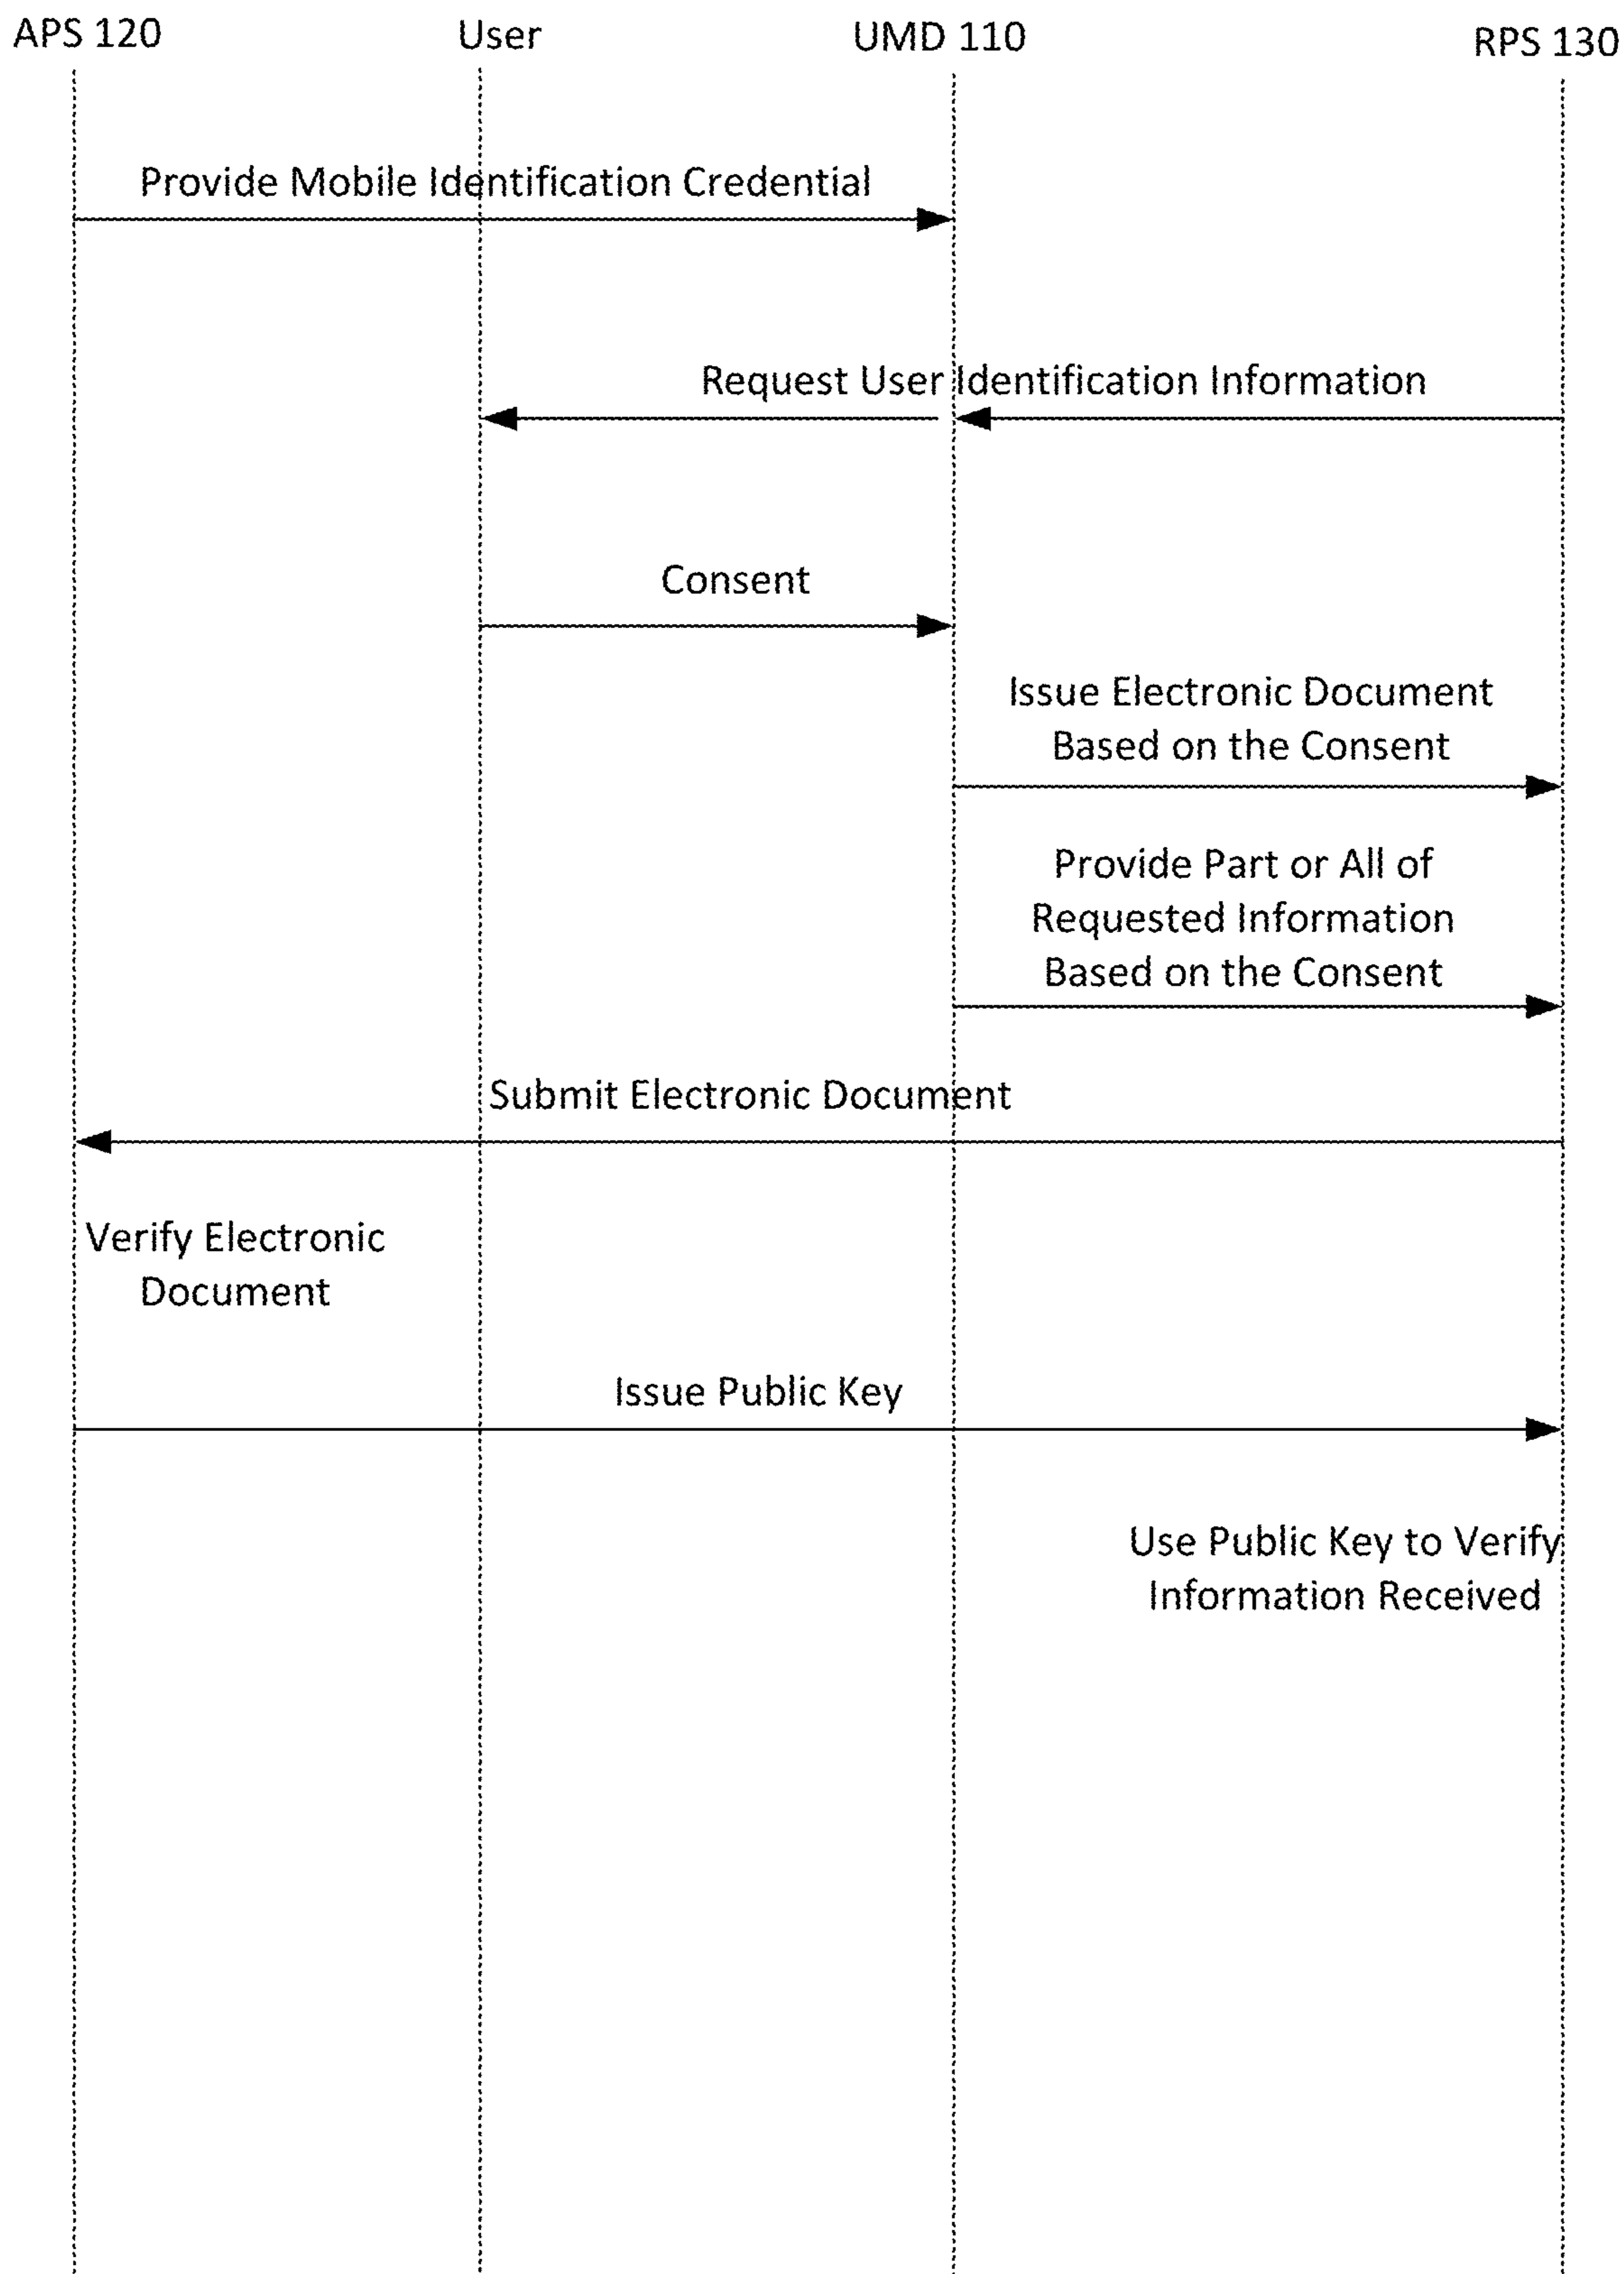 APS 120
User
UMD 110
RPS 130
Provide Mobile Identification Credential
Request User Identification Information
Consent
Issue Electronic Document
Based on the Consent
Provide Part or All of
Requested Information
Based on the Consent
Submit Electronic Document
Verify Electronic
Document
Issue Public Key
Use Public Key to Verify
Information Received